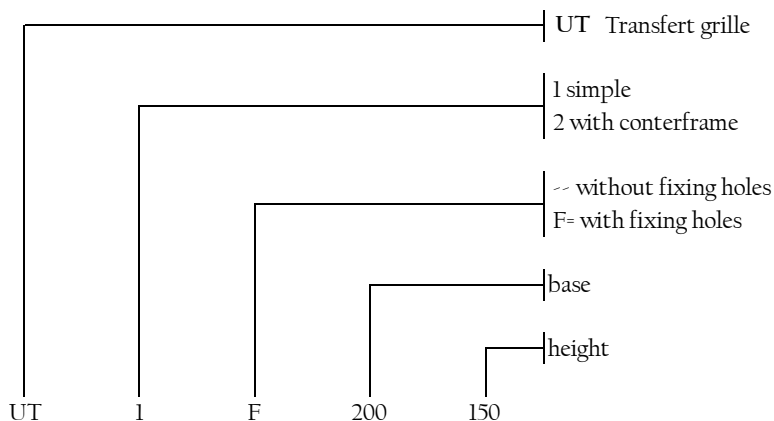 UT Transfert grille
1 simple
2 with conterframe
-- without fixing holes
F= with fixing holes
base
height
UT 1 F 200 150